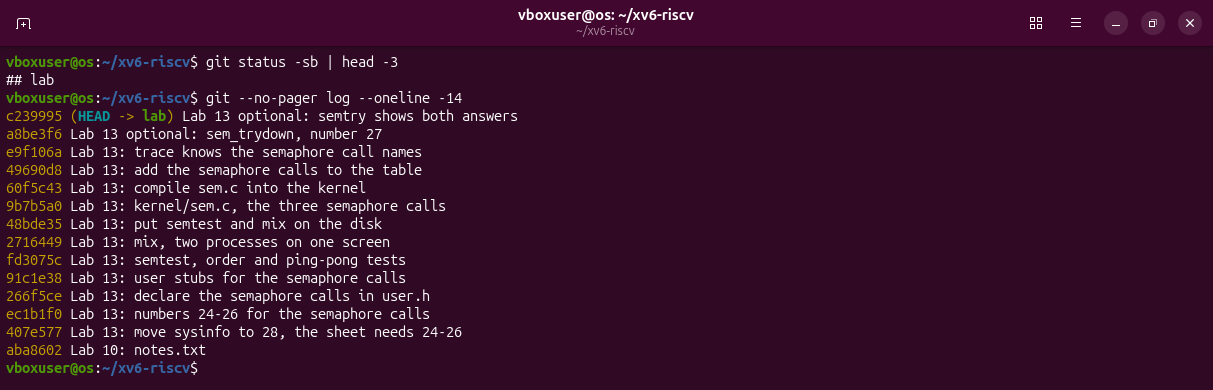 vboxuser@os: ~/xv6-riscv
~/xv6-riscv
vboxuser@os:~/xv6-riscv$ git status -sb | head -3
## lab
vboxuser@os:~/xv6-riscv$ git --no-pager log --oneline -14
c239995 (HEAD -> lab) Lab 13 optional: semtry shows both answers
a8be3f6 Lab 13 optional: sem_trydown, number 27
e9f106a Lab 13: trace knows the semaphore call names
49690d8 Lab 13: add the semaphore calls to the table
60f5c43 Lab 13: compile sem.c into the kernel
9b7b5a0 Lab 13: kernel/sem.c, the three semaphore calls
48bde35 Lab 13: put semtest and mix on the disk
2716449 Lab 13: mix, two processes on one screen
fd3075c Lab 13: semtest, order and ping-pong tests
91c1e38 Lab 13: user stubs for the semaphore calls
266f5ce Lab 13: declare the semaphore calls in user.h
ec1b1f0 Lab 13: numbers 24-26 for the semaphore calls
407e577 Lab 13: move sysinfo to 28, the sheet needs 24-26
aba8602 Lab 10: notes.txt
vboxuser@os:~/xv6-riscv$